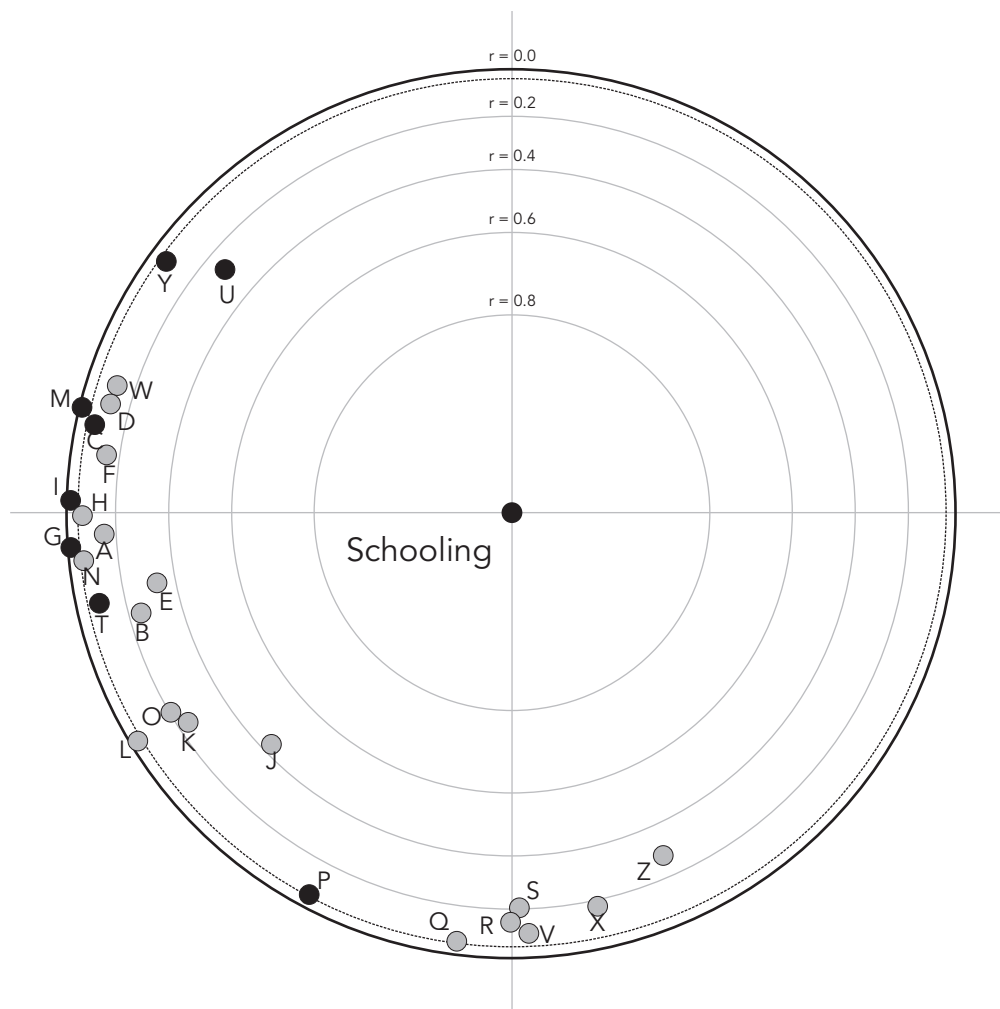 r = 0.0
r = 0.2
r = 0.4
r = 0.6
Y
U
r = 0.8
M
W
D
C
F
I
H
G
A
Schooling
N
E
T
B
O
K
L
J
P
Z
S
Q
R
X
V